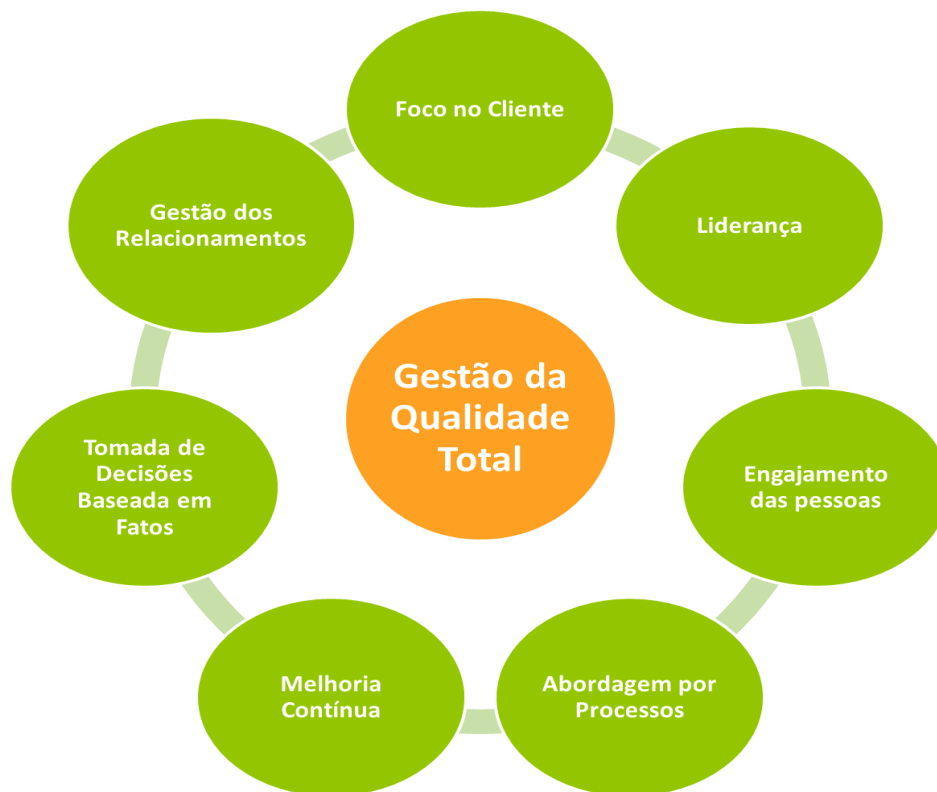 Foco no Cliente
Liderança
Engajamento
das pessoas
Abordagem por
Processos
Melhoria
Contínua
Tomada de
Decisões
Baseada em
Fatos
Gestão dos
Relacionamentos
Gestão da
Qualidade
Total